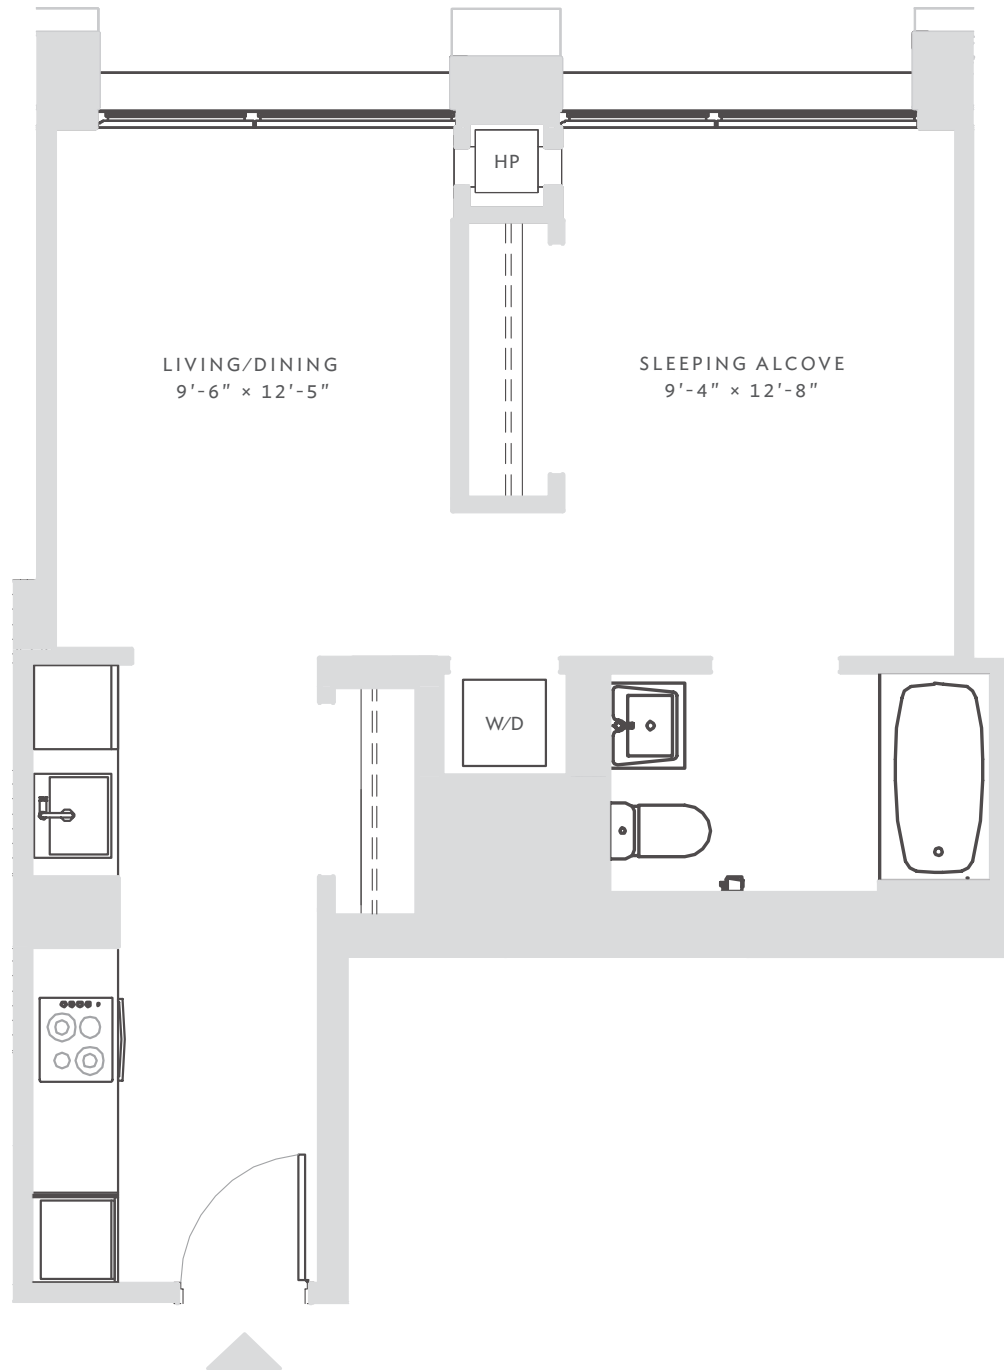 HP
LIVING/DINING
9'-6" × 12'-5"
SLEEPING ALCOVE
9'-4" × 12'-8"
W/D